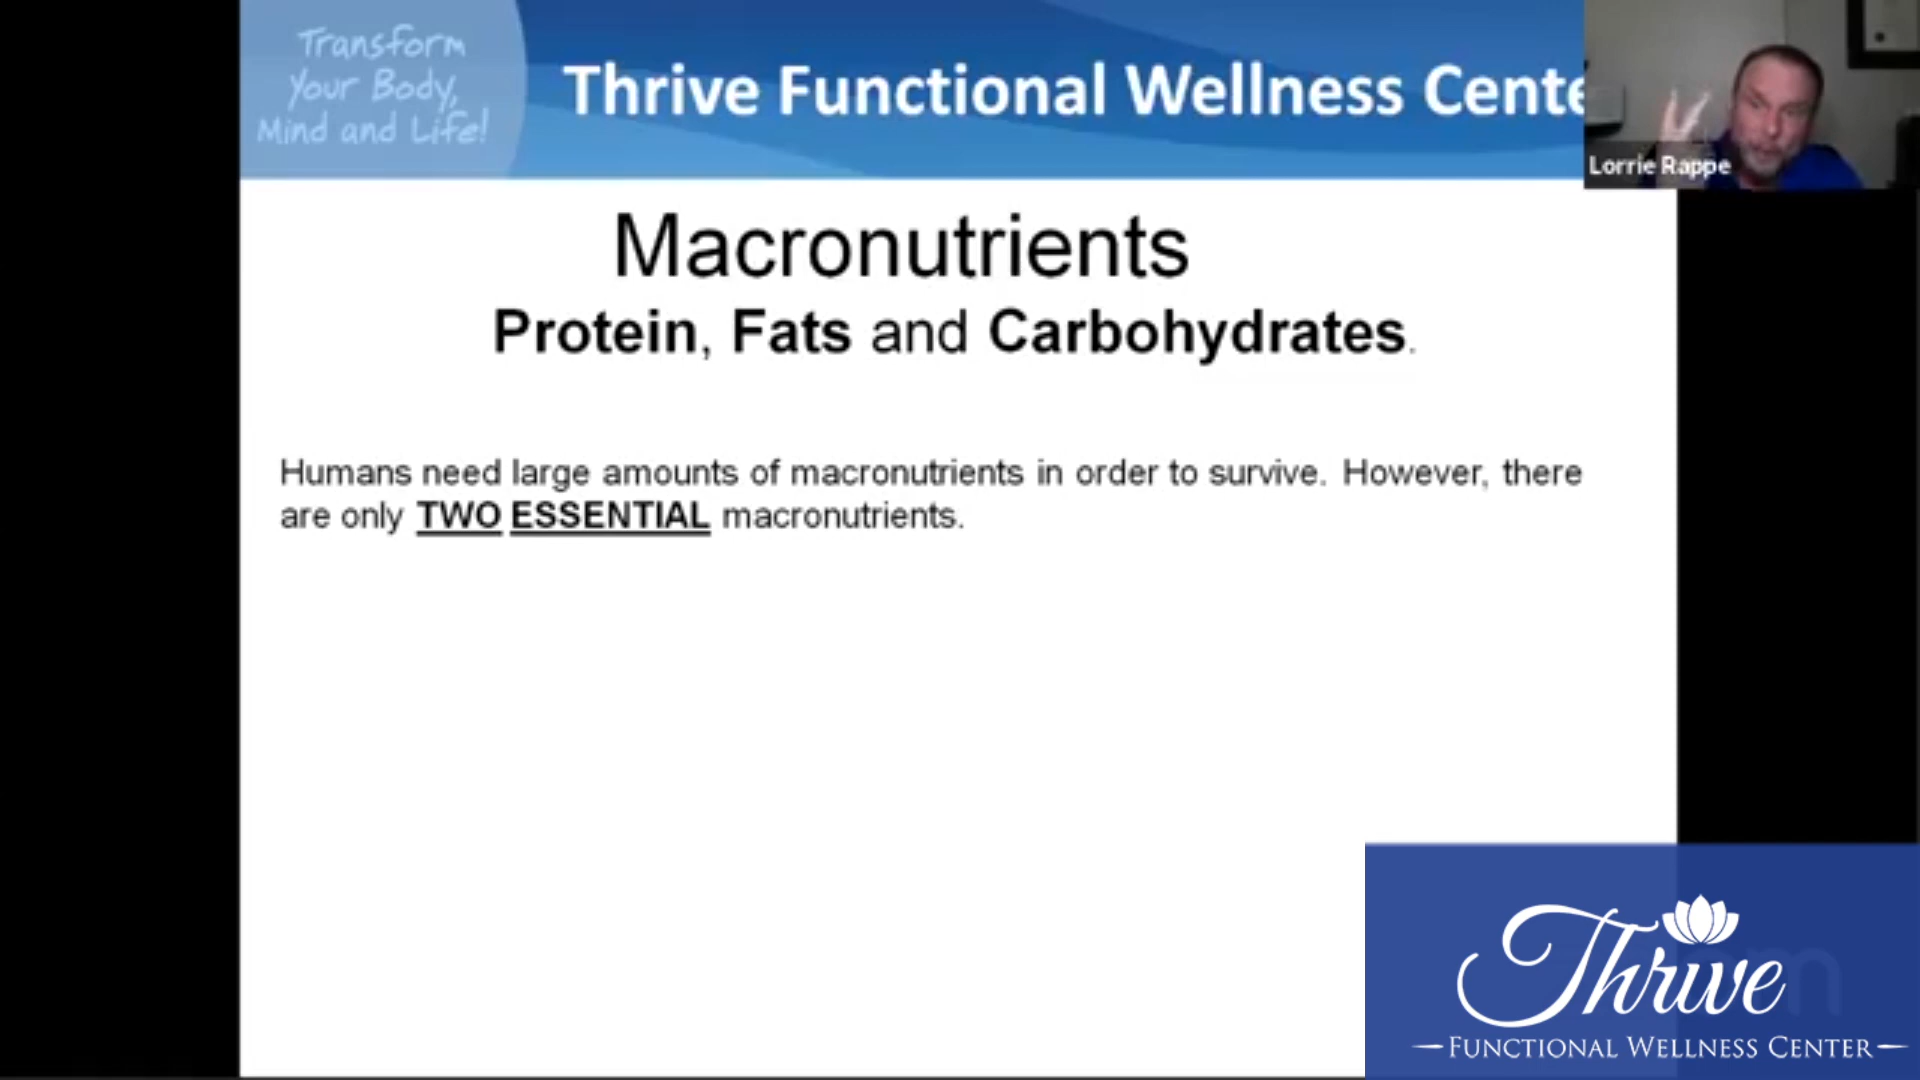 Transform
Your Body,
Mind and Life!
Thrive Functional Wellness Cente
Lorrie Rappe
Macronutrients
Protein, Fats and Carbohydrates.
Humans need large amounts of macronutrients in order to survive. However, there
are only TWO ESSENTIAL macronutrients.
Thrive
FUNCTIONAL WELLNESS CENTER